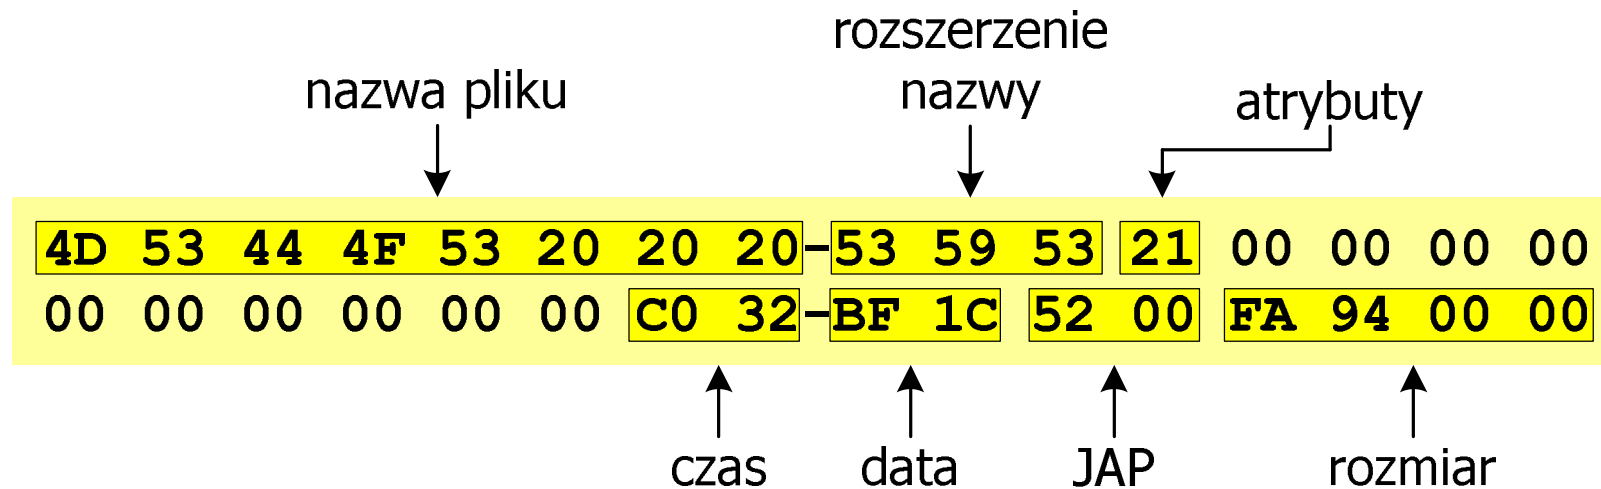 rozszerzenie
nazwa pliku nazwy atrybuty
4D 53 44 4F 53 20 20 20-53 59 53 21 00 00 00 00
00 00 00 00 00 00 C0 32-BF 1C 52 00 FA 94 00 00
czas data JAP rozmiar